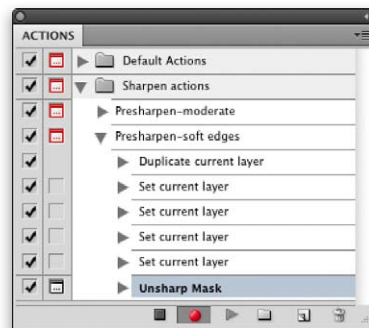 ACTIONS
Default Actions
Sharpen actions
Presharpen-moderate
Presharpen-soft edges
Duplicate current layer
Set current layer
Set current layer
Set current layer
Set current layer
Unsharp Mask